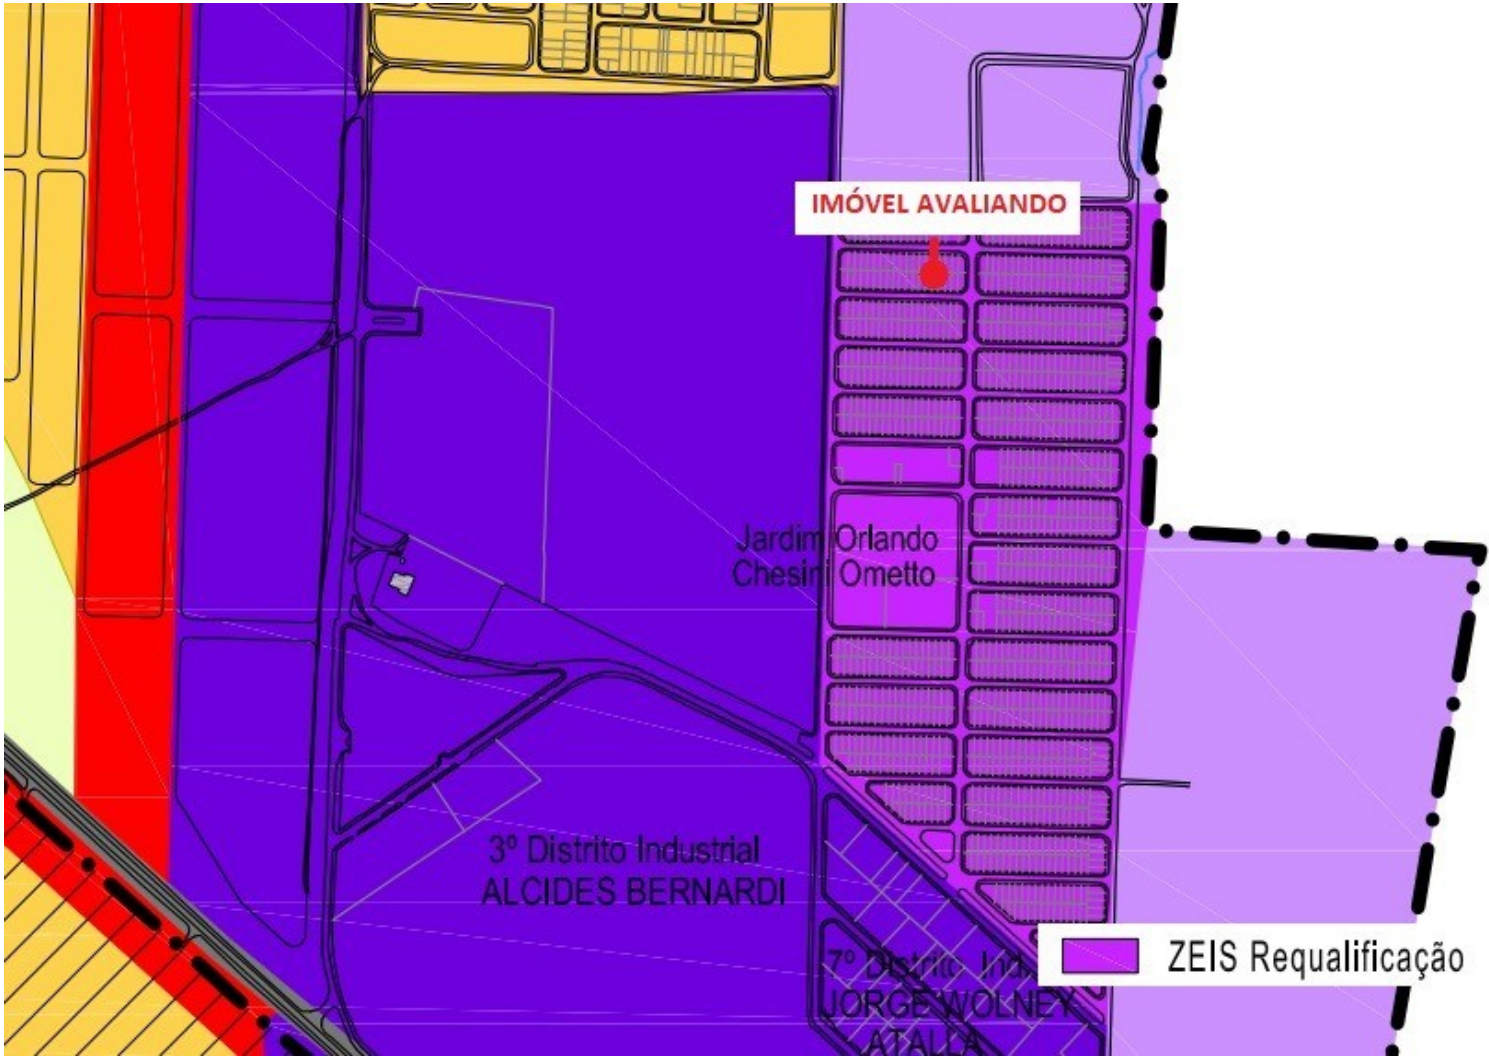 IMÓVEL AVALIANDO
Jardim Orlando
Chesini Ometto
3º Distrito Industrial
ALCIDES BERNARDI
7º Distrito Ind.
JORGE WOLNEY
ATALLA
ZEIS Requalificação